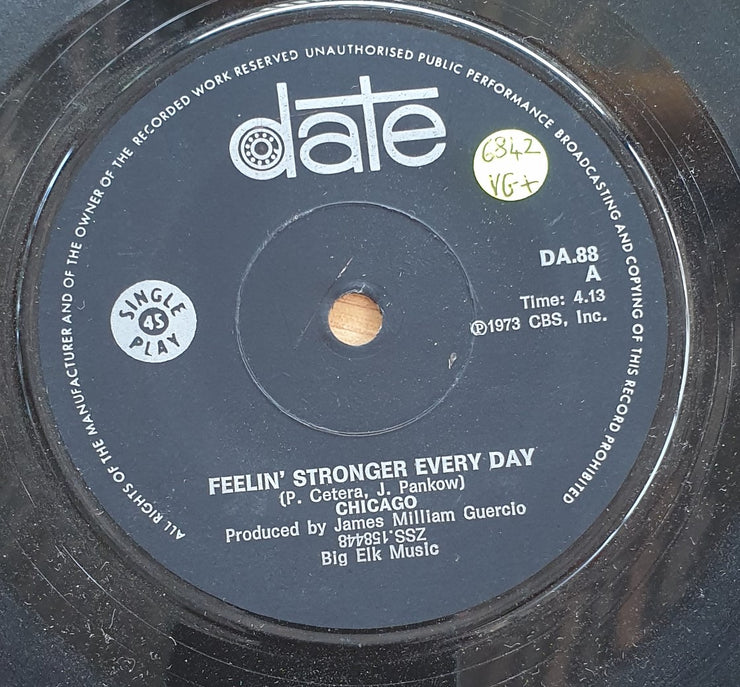 ALL RIGHTS OF THE MANUFACTURER AND OF THE OWNER OF THE RECORDED WORK RESERVED UNAUTHORISED PUBLIC PERFORMANCE BROADCASTING AND COPYING OF THIS RECORD PROHIBITED
date
6842
VG+
DA.88
A
Time: 4.13
℗1973 CBS, Inc.
SINGLE
45
PLAY
FEELIN' STRONGER EVERY DAY
(P. Cetera, J. Pankow)
CHICAGO
Produced by James Milliam Guercio
ZSS.158448
Big Elk Music